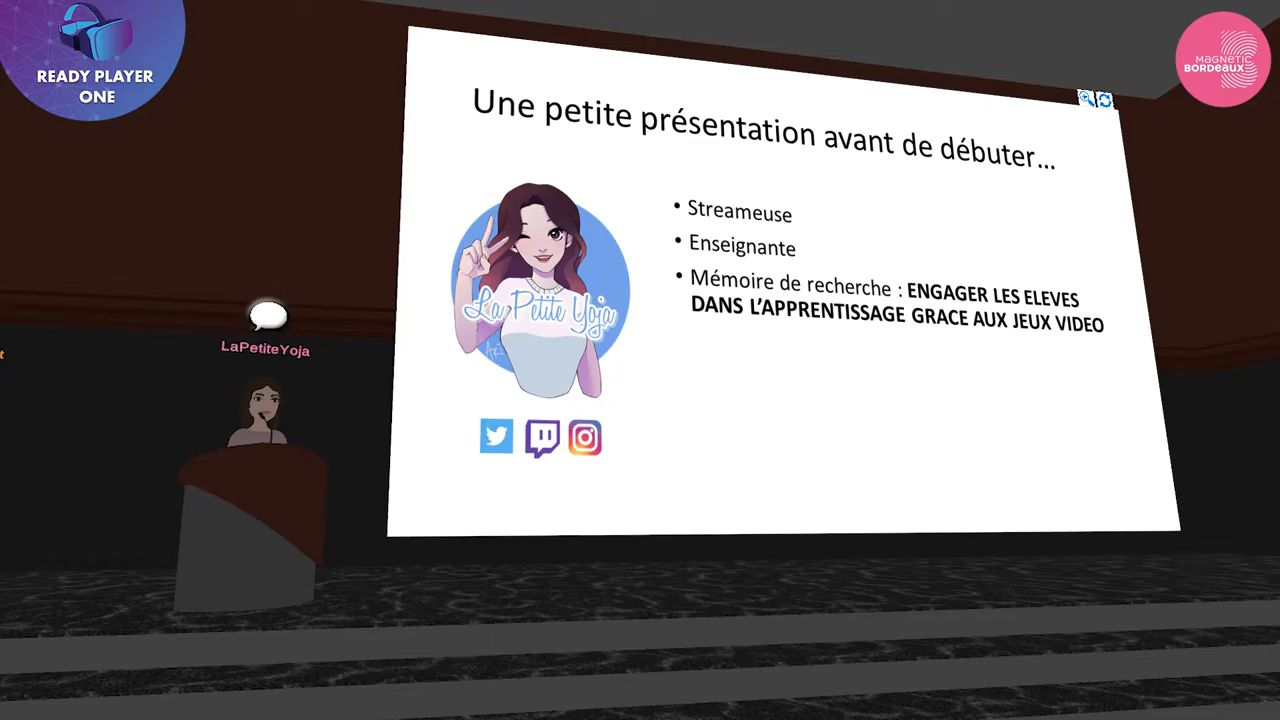 READY PLAYER
ONE
MAGNETIC
BORDEAUX
Une petite présentation avant de débuter...
• Streameuse
• Enseignante
• Mémoire de recherche : ENGAGER LES ELEVES
DANS L'APPRENTISSAGE GRACE AUX JEUX VIDEO
La Petite Yoja
LaPetiteYoja